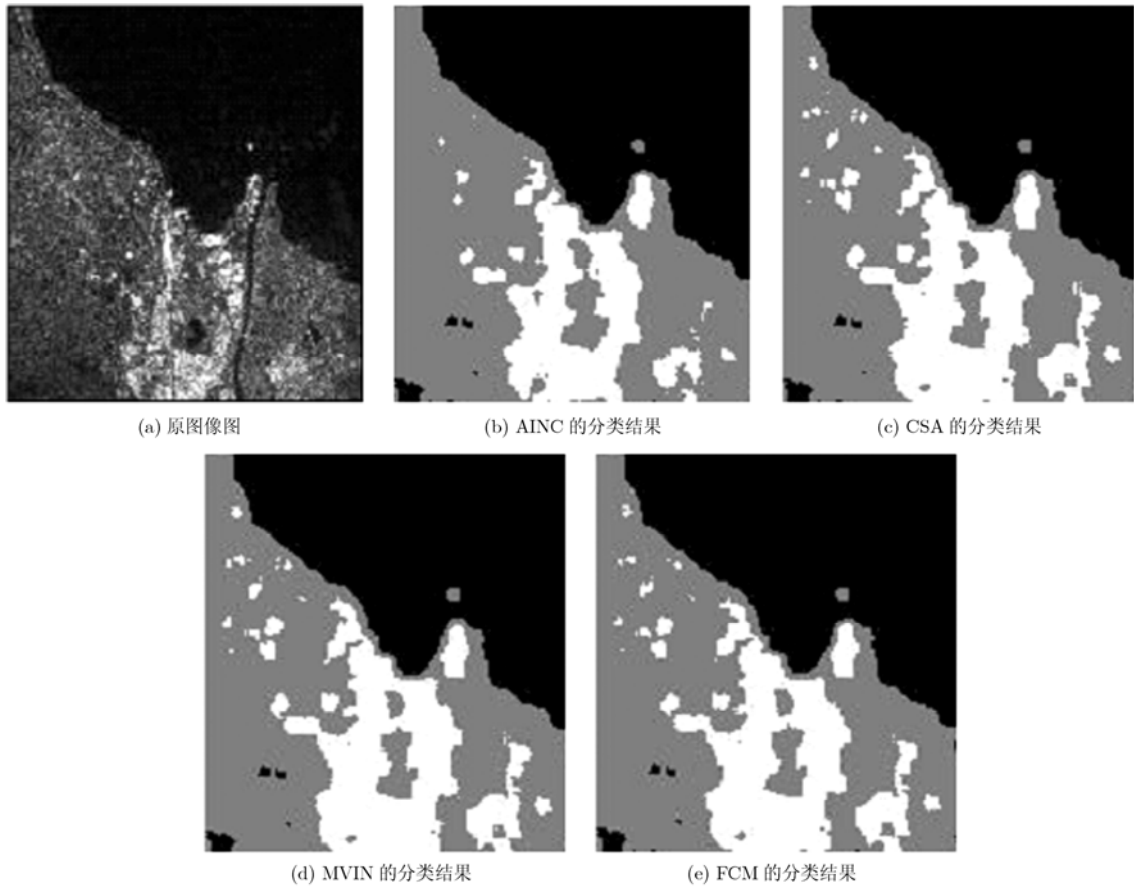 (a) 原图像图
(b) AINC 的分类结果
(c) CSA 的分类结果
(d) MVIN 的分类结果
(e) FCM 的分类结果